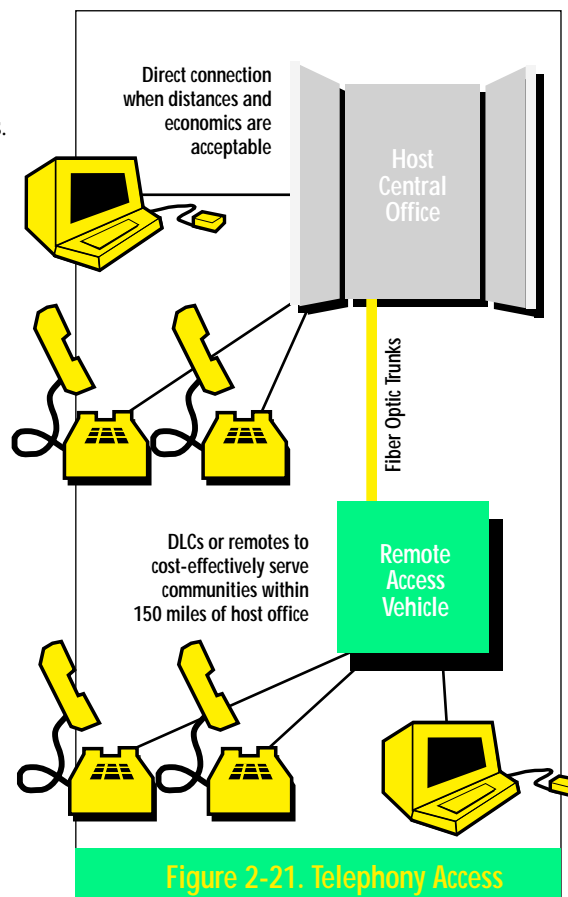 s.
Direct connection
when distances and
economics are
acceptable
Host
Central
Office
Fiber Optic Trunks
DLCs or remotes to
cost-effectively serve
communities within
150 miles of host office
Remote
Access
Vehicle
Figure 2-21. Telephony Access